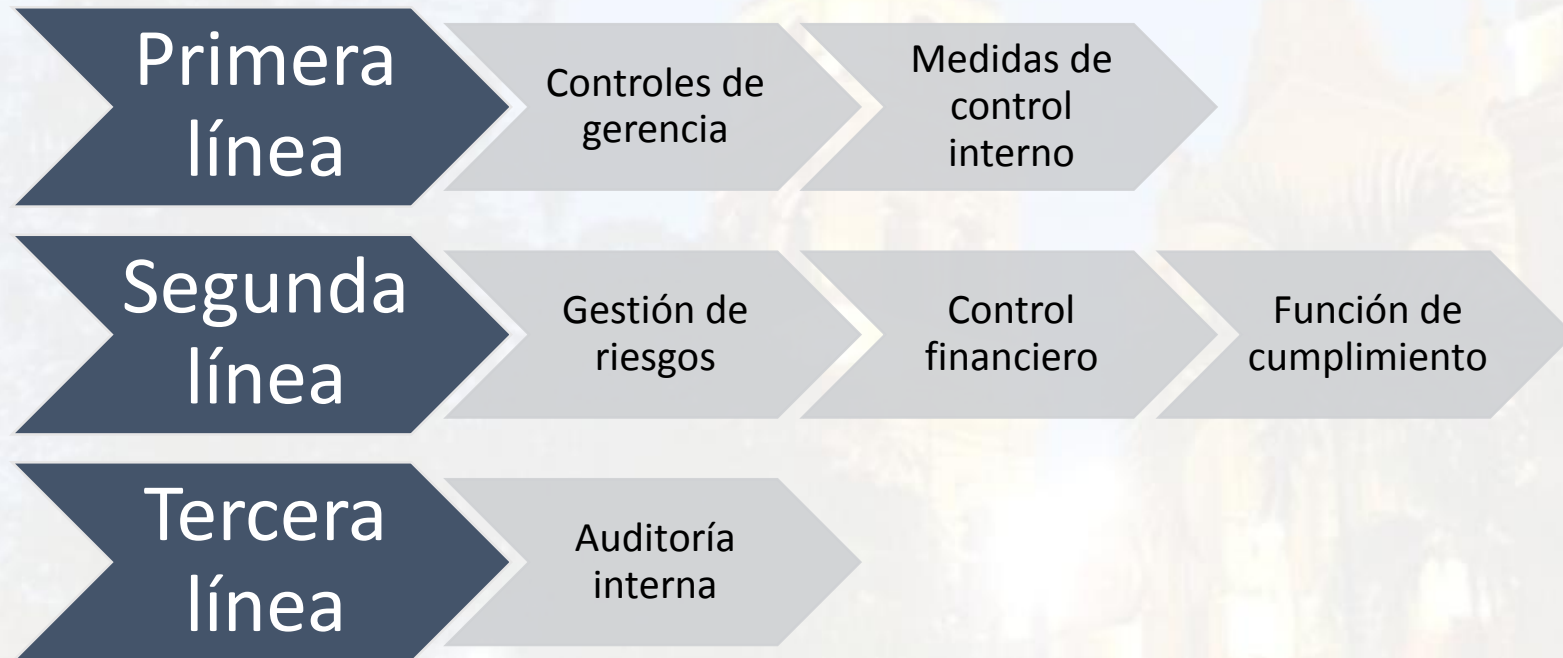 Primera
línea
Controles de
gerencia
Medidas de
control
interno
Segunda
línea
Gestión de
riesgos
Control
financiero
Función de
cumplimiento
Tercera
línea
Auditoría
interna